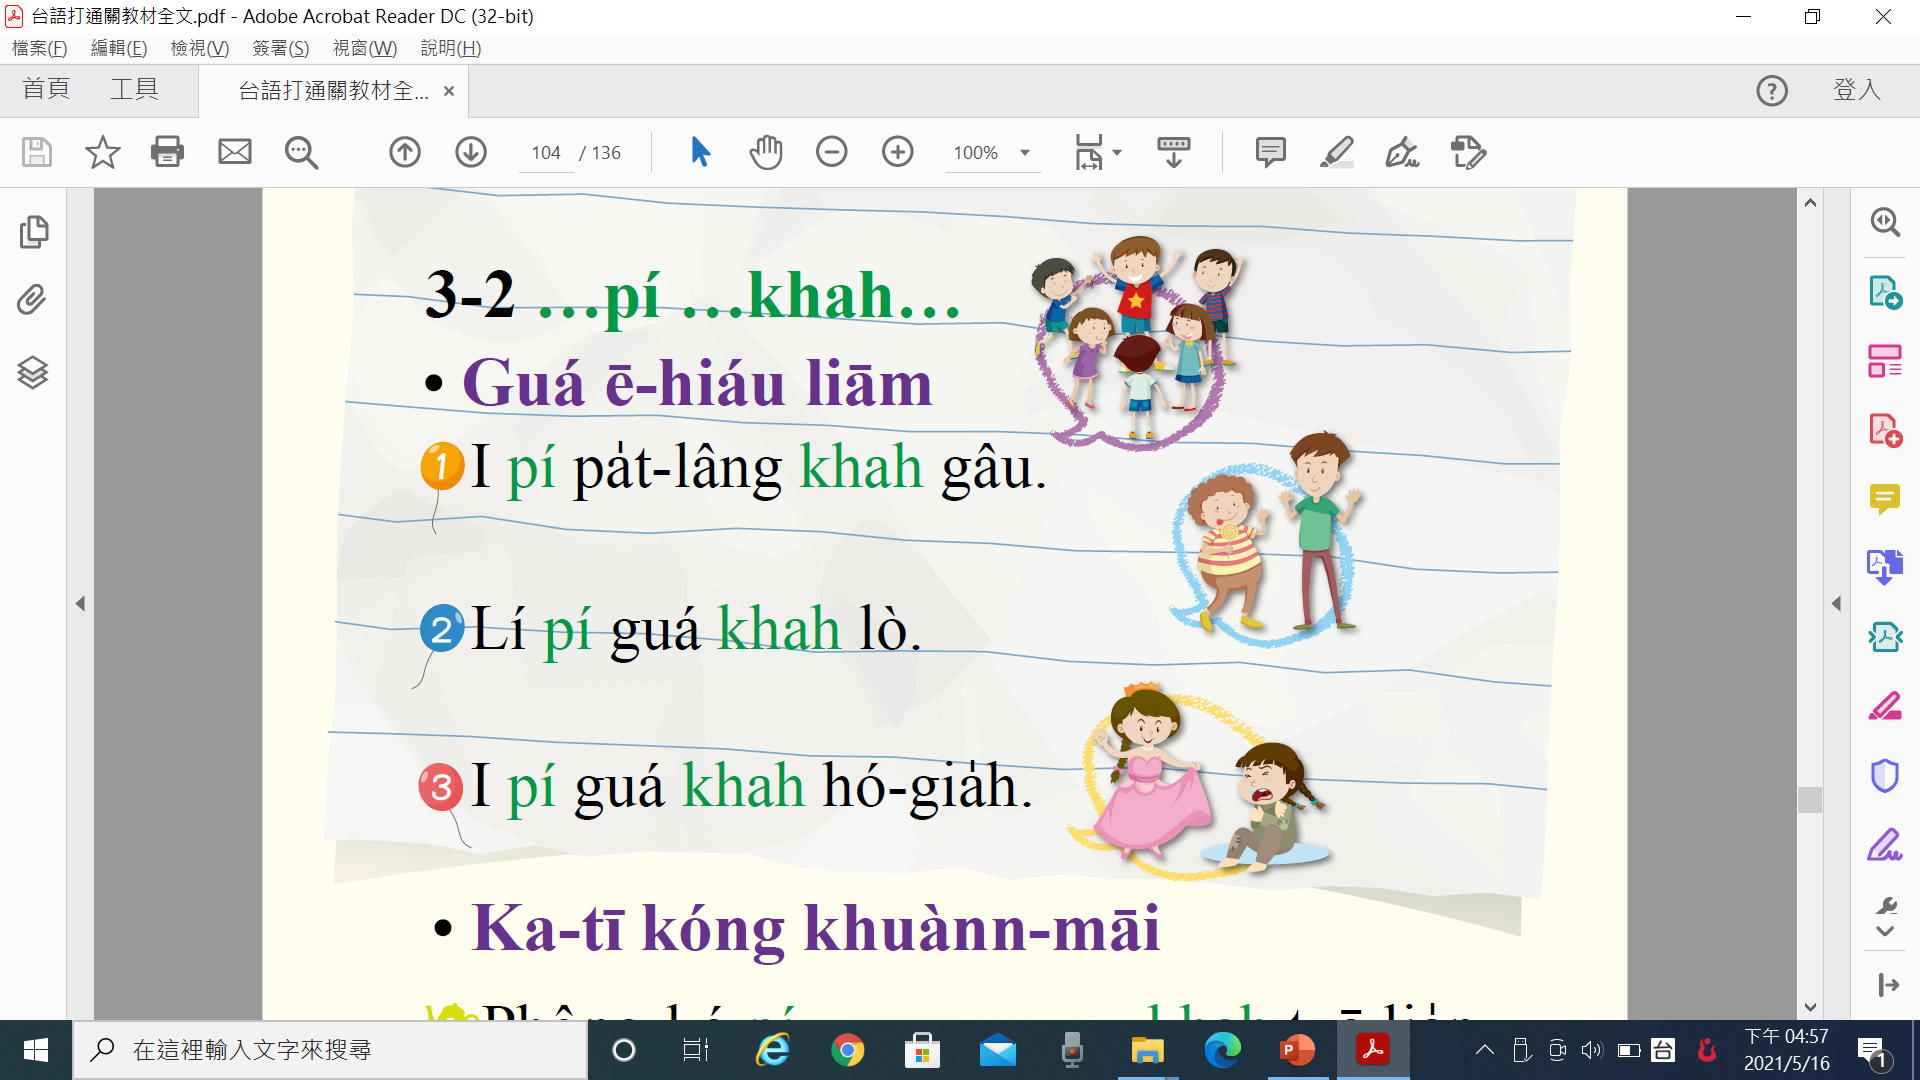 台語打通關教材全文.pdf - Adobe Acrobat Reader DC (32-bit)
檔案(F) 編輯(E) 檢視(V) 簽署(S) 視窗(W) 說明(H)
首頁 工具 台語打通關教材全... × 登入
104 / 136 100%
3-2 …pí …khah…
• Guá ē-hiáu liām
1 I pí pa̍t-lâng khah gâu.
2 Lí pí guá khah lò.
3 I pí guá khah hó-gia̍h.
• Ka-tī kóng khuànn-māi
pí khah
在這裡輸入文字來搜尋
台
下午 04:57
2021/5/16
1